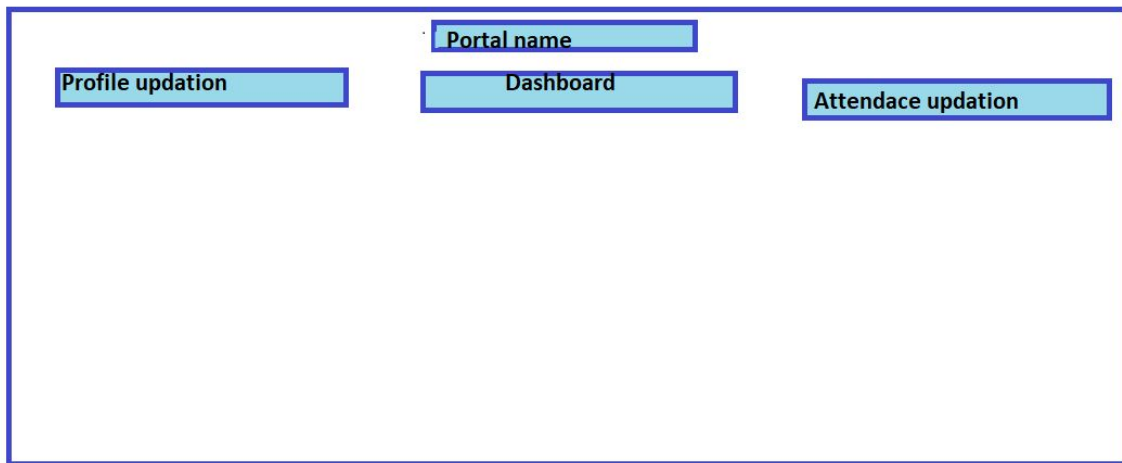 Portal name
Profile updation
Dashboard
Attendace updation